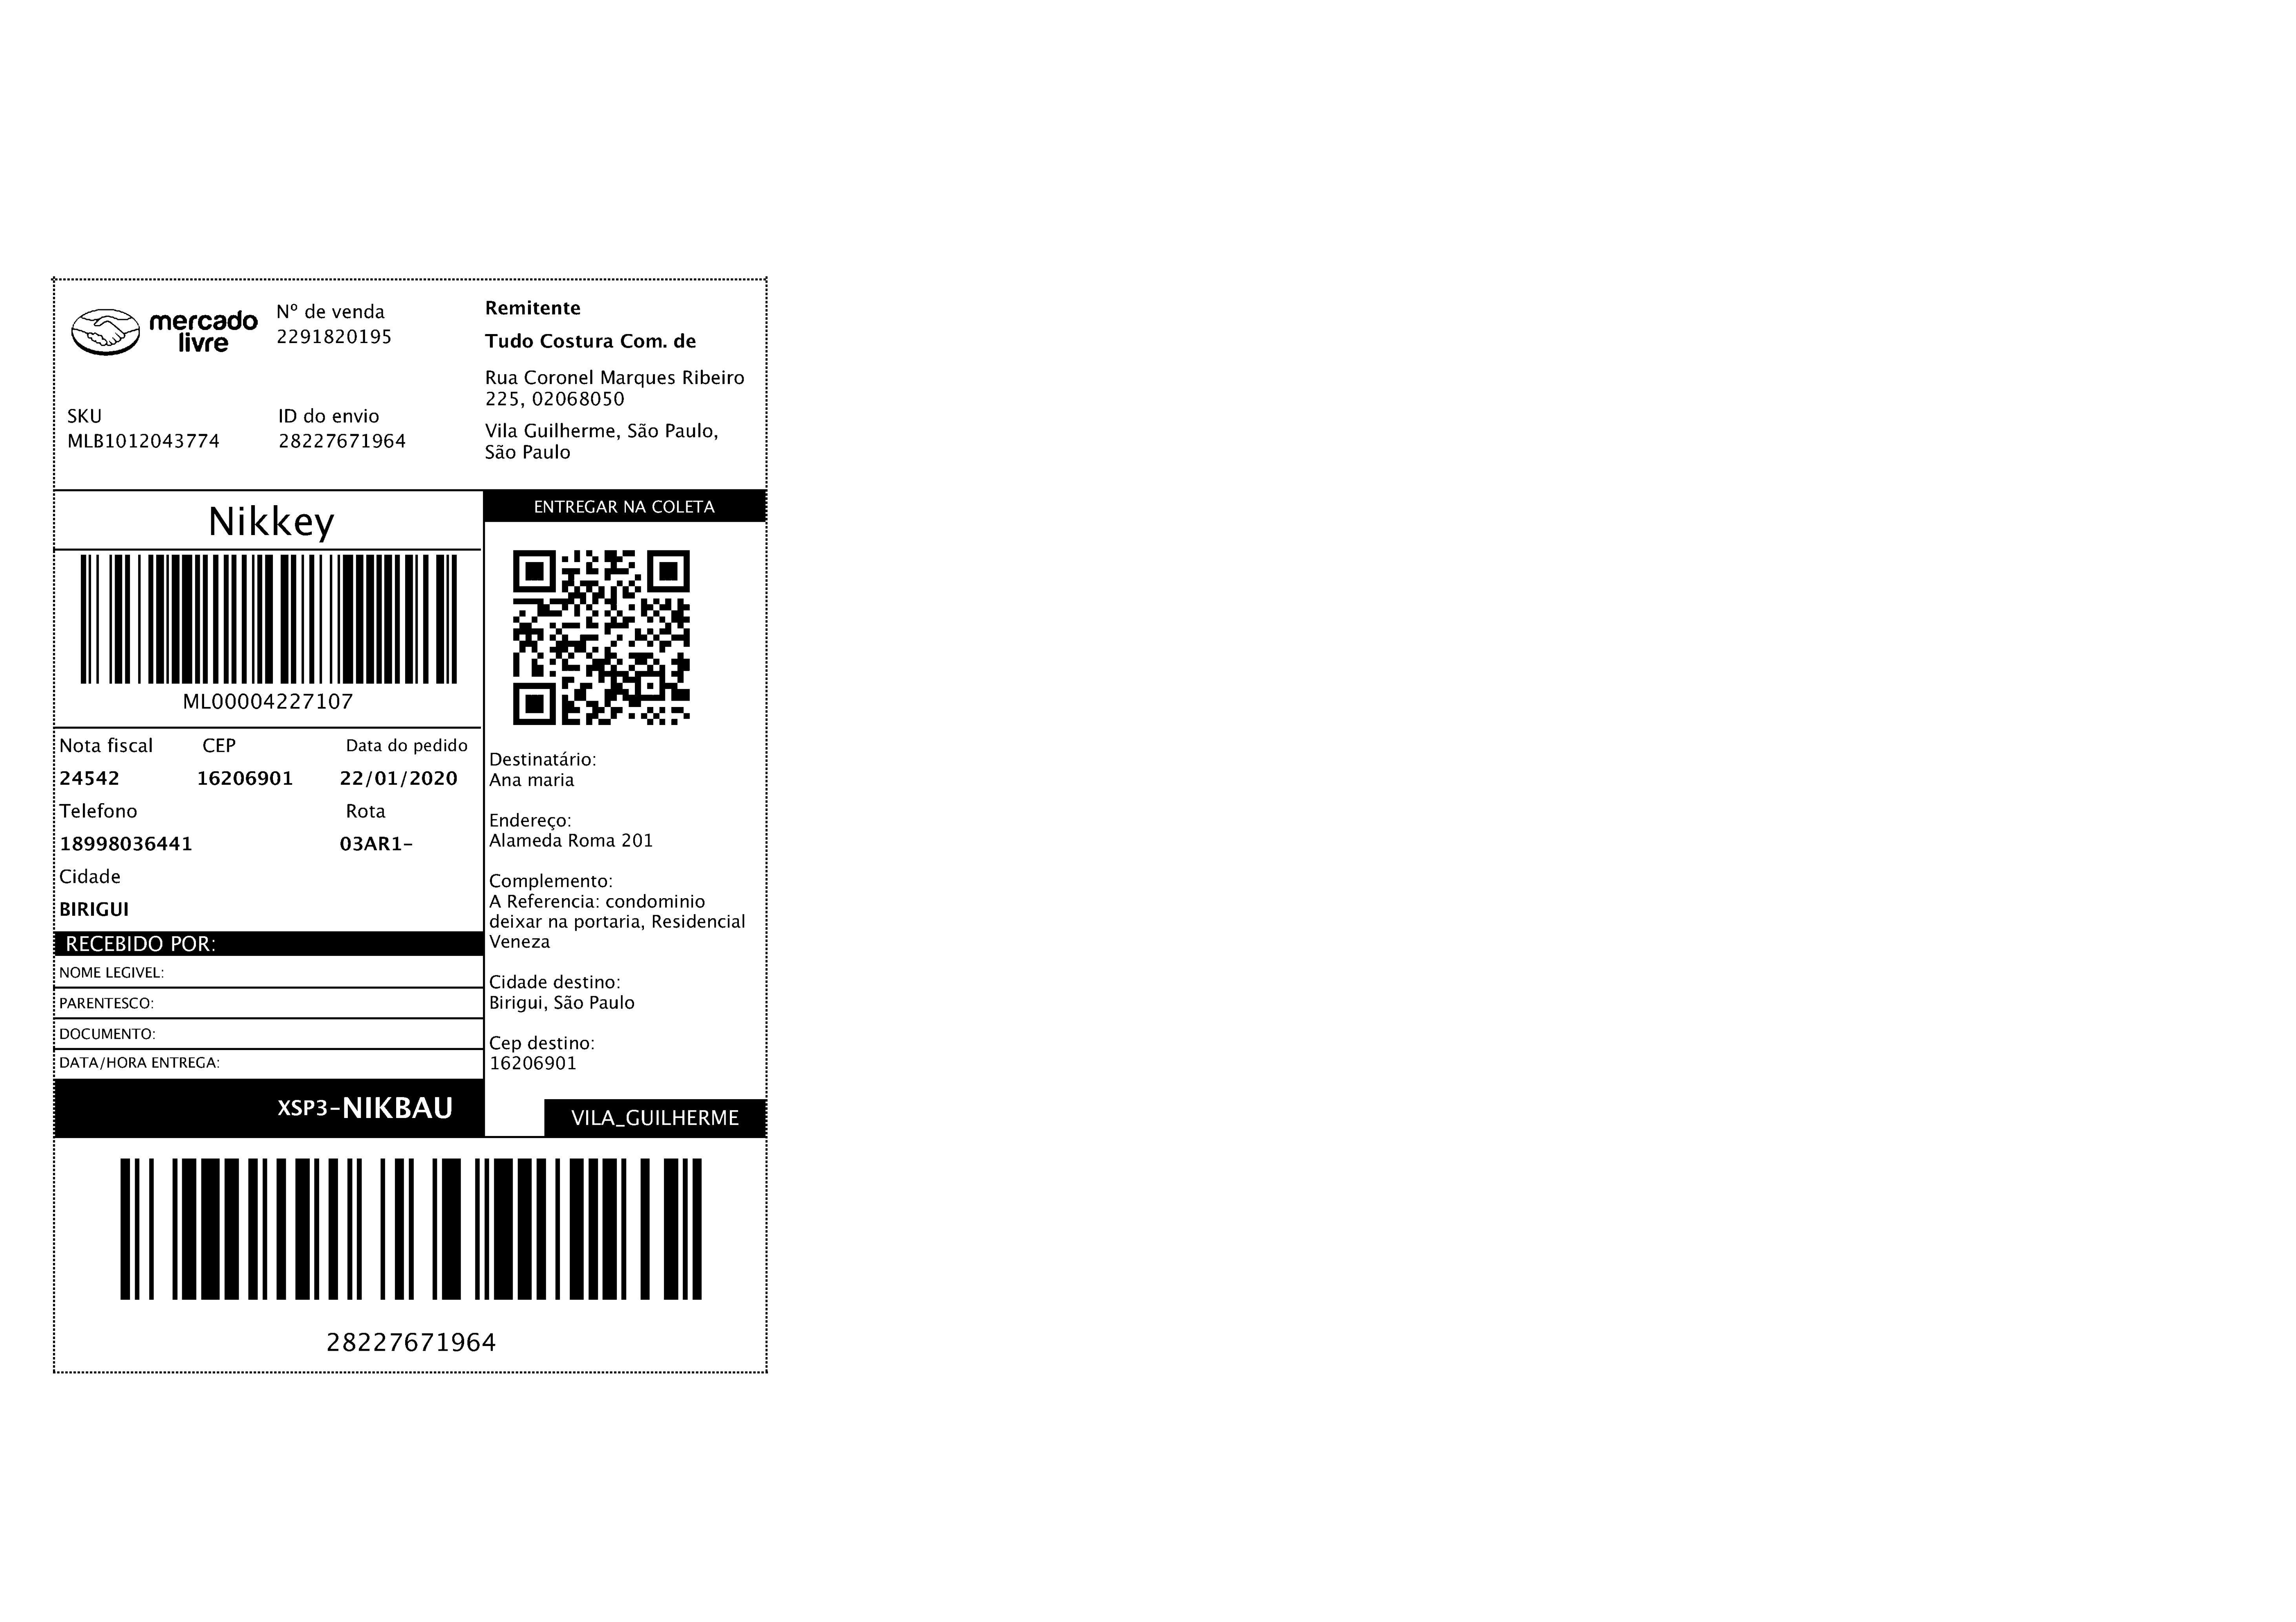 mercado
livre
Nº de venda
2291820195
SKU
MLB1012043774
ID do envio
28227671964
Remitente
Tudo Costura Com. de
Rua Coronel Marques Ribeiro
225, 02068050
Vila Guilherme, São Paulo,
São Paulo
Nikkey
ML00004227107
Nota fiscal CEP Data do pedido
24542 16206901 22/01/2020
Telefono Rota
18998036441 03AR1-
Cidade
BIRIGUI
RECEBIDO POR:
NOME LEGIVEL:
PARENTESCO:
DOCUMENTO:
DATA/HORA ENTREGA:
XSP3-NIKBAU
ENTREGAR NA COLETA
Destinatário:
Ana maria
Endereço:
Alameda Roma 201
Complemento:
A Referencia: condominio
deixar na portaria, Residencial
Veneza
Cidade destino:
Birigui, São Paulo
Cep destino:
16206901
VILA_GUILHERME
28227671964